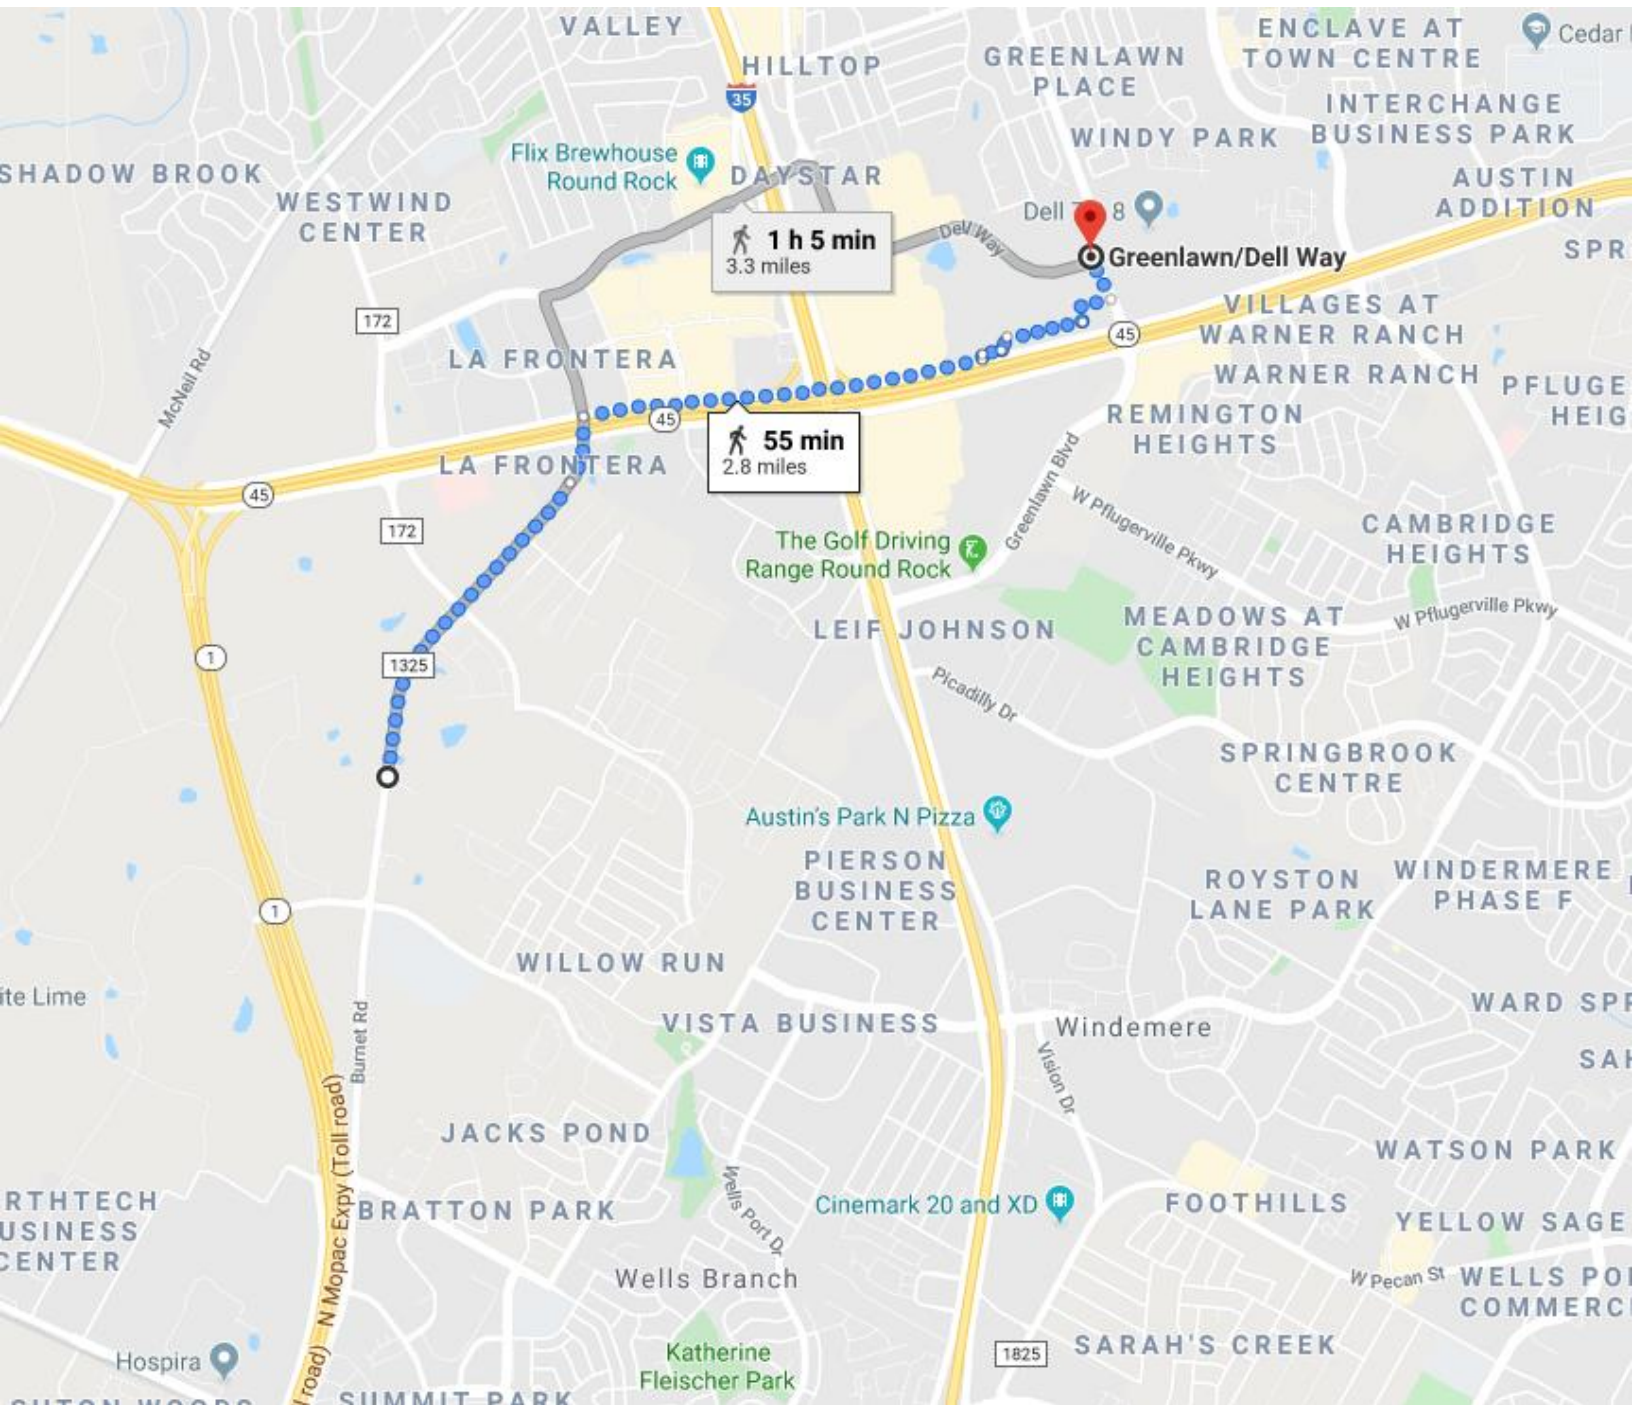 VALLEY
ENCLAVE AT
TOWN CENTRE
Cedar
HILLTOP
GREENLAWN
PLACE
35
INTERCHANGE
BUSINESS PARK
WINDY PARK
Flix Brewhouse
Round Rock
DAYSTAR
SHADOW BROOK
WESTWIND
CENTER
AUSTIN
ADDITION
Dell
8
1 h 5 min
3.3 miles
Dell Way
Greenlawn/Dell Way
SPR
172
VILLAGES AT
WARNER RANCH
45
LA FRONTERA
WARNER RANCH
PFLUGE
HEIG
McNeil Rd
45
REMINGTON
HEIGHTS
55 min
2.8 miles
LA FRONTERA
45
Greenlawn Blvd
W Pflugerville Pkwy
172
CAMBRIDGE
HEIGHTS
The Golf Driving
Range Round Rock
W Pflugerville Pkwy
LEIF JOHNSON
MEADOWS AT
CAMBRIDGE
HEIGHTS
1
1325
Picadilly Dr
SPRINGBROOK
CENTRE
Austin's Park N Pizza
PIERSON
BUSINESS
CENTER
ROYSTON
LANE PARK
WINDERMERE
PHASE F
1
WILLOW RUN
ite Lime
WARD SPR
VISTA BUSINESS
Windemere
Burnet Rd
SAH
Vision Dr
N Mopac Expy (Toll road)
JACKS POND
WATSON PARK
RTHTECH
USINESS
CENTER
BRATTON PARK
Wells Port Dr
Cinemark 20 and XD
FOOTHILLS
YELLOW SAGE
Wells Branch
W Pecan St
WELLS PO
COMMERC
Hospira
road)
Katherine
Fleischer Park
1825
SARAH'S CREEK
SUMMIT PARK